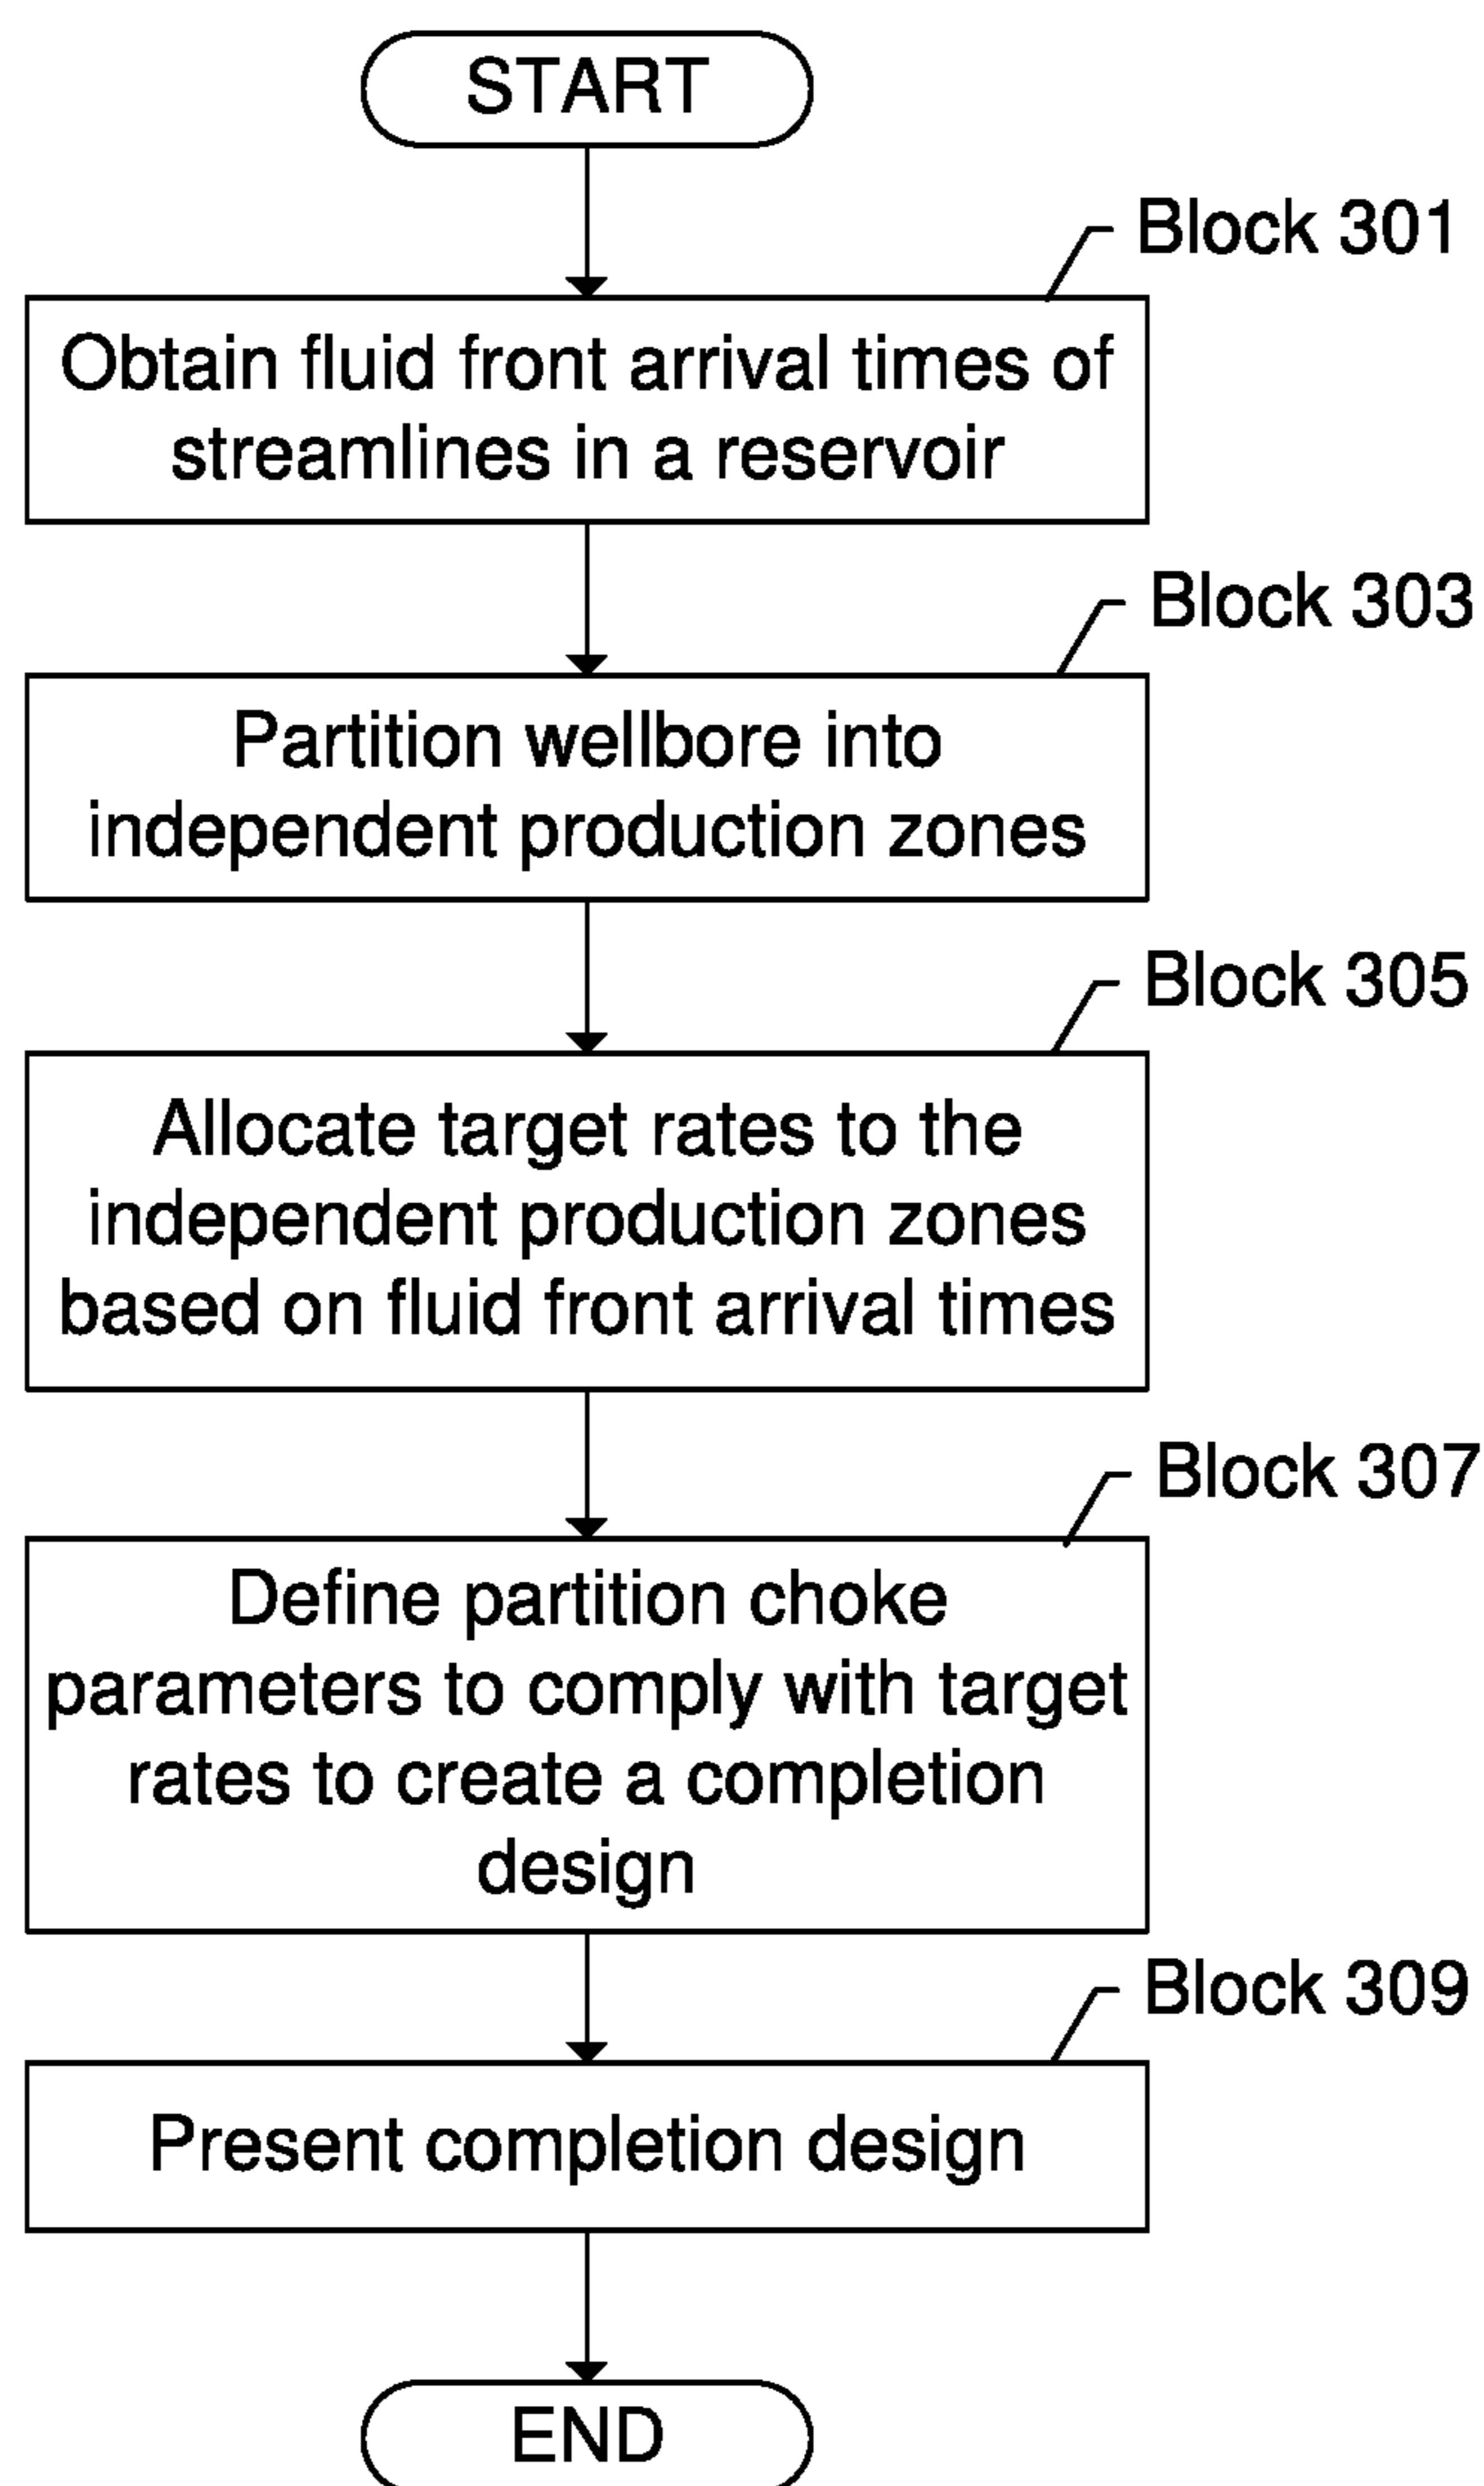 START
Block 301
Obtain fluid front arrival times of
streamlines in a reservoir
Block 303
Partition wellbore into
independent production zones
Block 305
Allocate target rates to the
independent production zones
based on fluid front arrival times
Block 307
Define partition choke
parameters to comply with target
rates to create a completion
design
Block 309
Present completion design
END